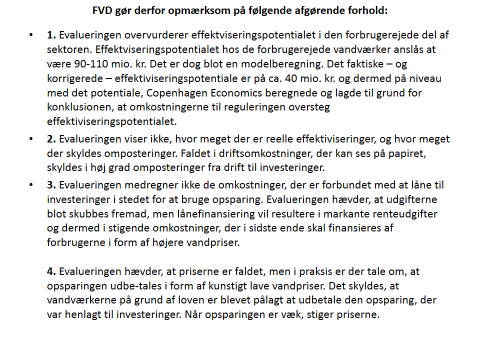 FVD gør derfor opmærksom på følgende afgørende forhold:
• 1. Evalueringen overvurderer effektviseringspotentialet i den forbrugerejede del af
sektoren. Effektviseringspotentialet hos de forbrugerejede vandværker anslås at
være 90-110 mio. kr. Det er dog blot en modelberegning. Det faktiske – og
korrigerede – effektiviseringspotentiale er på ca. 40 mio. kr. og dermed på niveau
med det potentiale, Copenhagen Economics beregnede og lagde til grund for
konklusionen, at omkostningerne til reguleringen oversteg
effektiviseringspotentialet.
• 2. Evalueringen viser ikke, hvor meget der er reelle effektiviseringer, og hvor meget
der skyldes omposteringer. Faldet i driftsomkostninger, der kan ses på papiret,
skyldes i høj grad omposteringer fra drift til investeringer.
• 3. Evalueringen medregner ikke de omkostninger, der er forbundet med at låne til
investeringer i stedet for at bruge opsparing. Evalueringen hævder, at udgifterne
blot skubbes fremad, men lånefinansiering vil resultere i markante renteudgifter
og dermed i stigende omkostninger, der i sidste ende skal finansieres af
forbrugerne i form af højere vandpriser.
4. Evalueringen hævder, at priserne er faldet, men i praksis er der tale om, at
opsparingen udbe-tales i form af kunstigt lave vandpriser. Det skyldes, at
vandværkerne på grund af loven er blevet pålagt at udbetale den opsparing, der
var henlagt til investeringer. Når opsparingen er væk, stiger priserne.